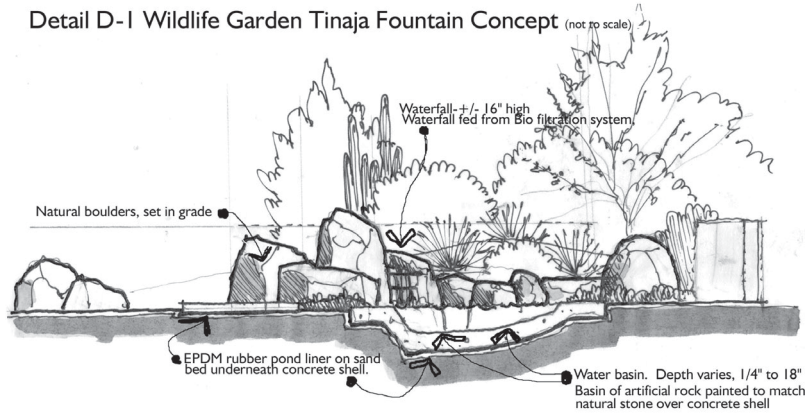 Detail D-1 Wildlife Garden Tinaja Fountain Concept (not to scale)
Waterfall-+/- 16" high
Waterfall fed from Bio filtration system.
Natural boulders, set in grade
EPDM rubber pond liner on sand
bed underneath concrete shell.
Water basin. Depth varies, 1/4" to 18"
Basin of artificial rock painted to match
natural stone over concrete shell